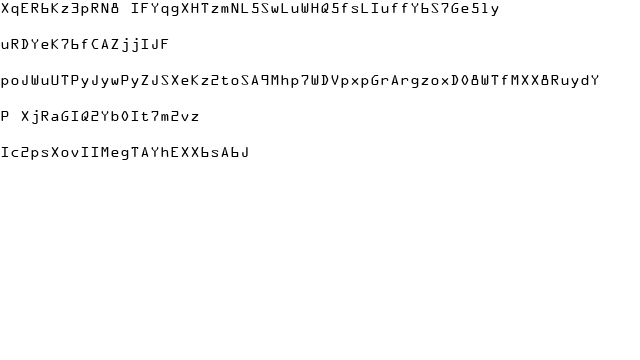 XqER6Kz3pRN8 IFYqgXHTzmNL5SwLuWHQ5fsLIuffY6S7Ge5ly
uRDYeK76fCAZjjIJF
poJWuUTPyJywPyZJSXeKz2toSA9Mhp7WDVpxpGrArgzoxD08WTfMXX8RuydY
P XjRaGIQ2Yb0It7m2vz
Ic2psXovIIMegTAYhEXX6sA6J